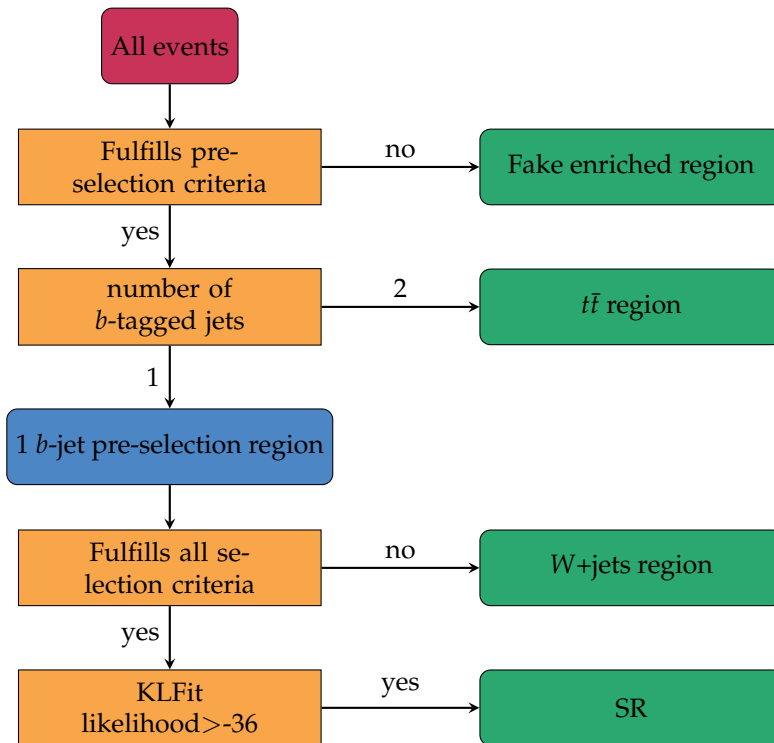 All events
Fulfills pre-
selection criteria
no
Fake enriched region
yes
number of
b-tagged jets
2
tt̄ region
1
1 b-jet pre-selection region
Fulfills all se-
lection criteria
no
W+jets region
yes
KLFit
likelihood>-36
yes
SR